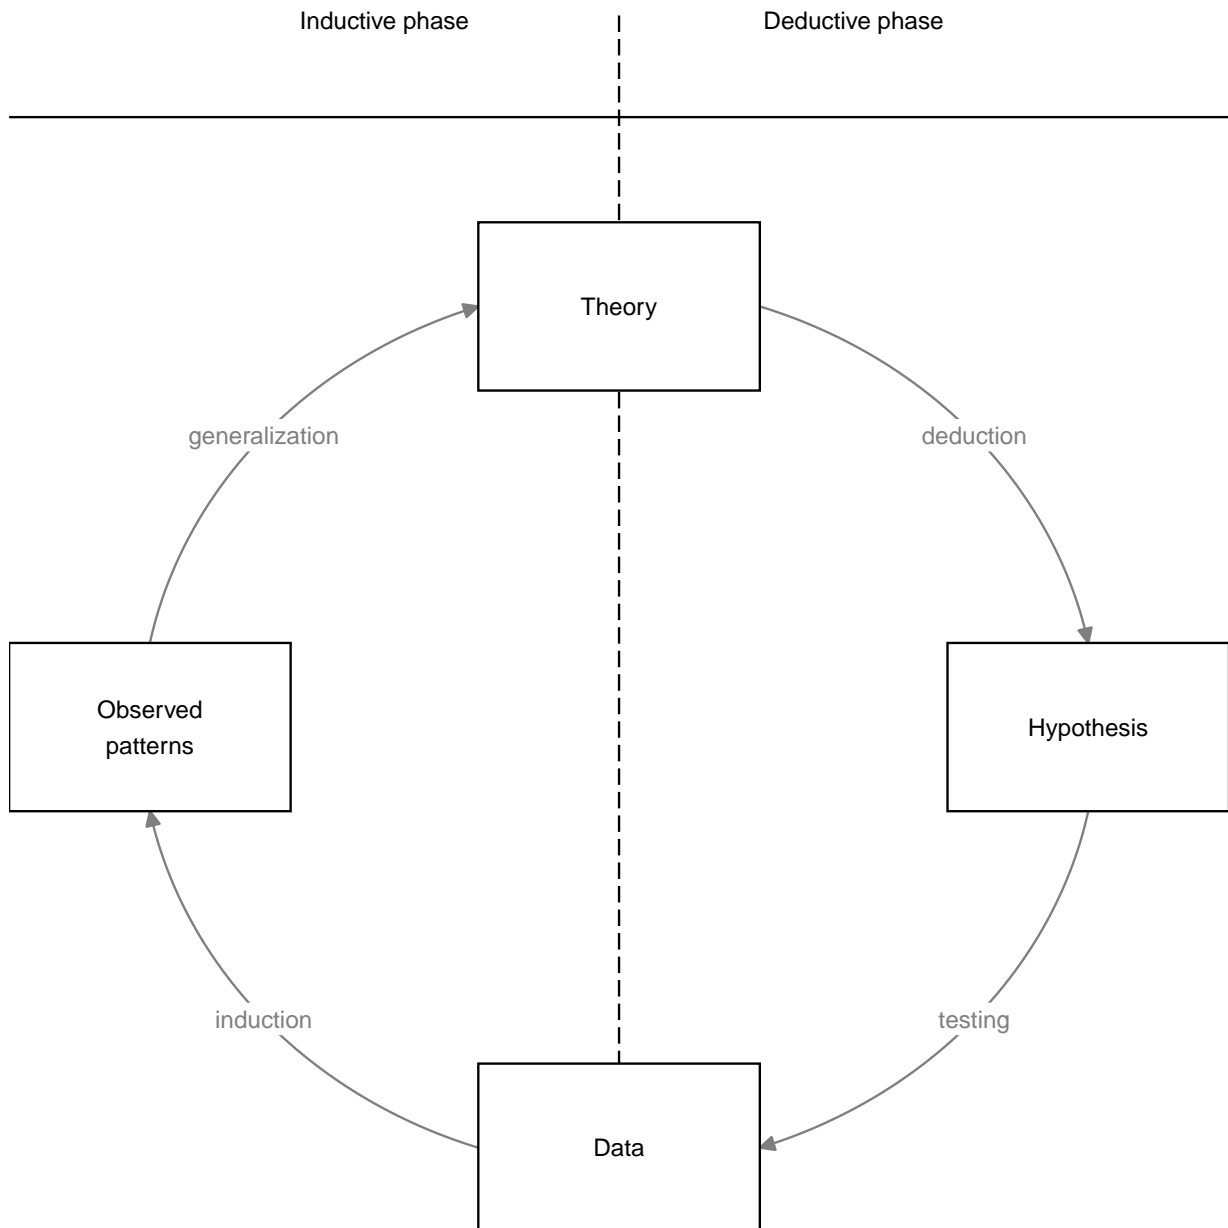 Inductive phase
Deductive phase
Theory
generalization
deduction
Observed
patterns
Hypothesis
induction
testing
Data